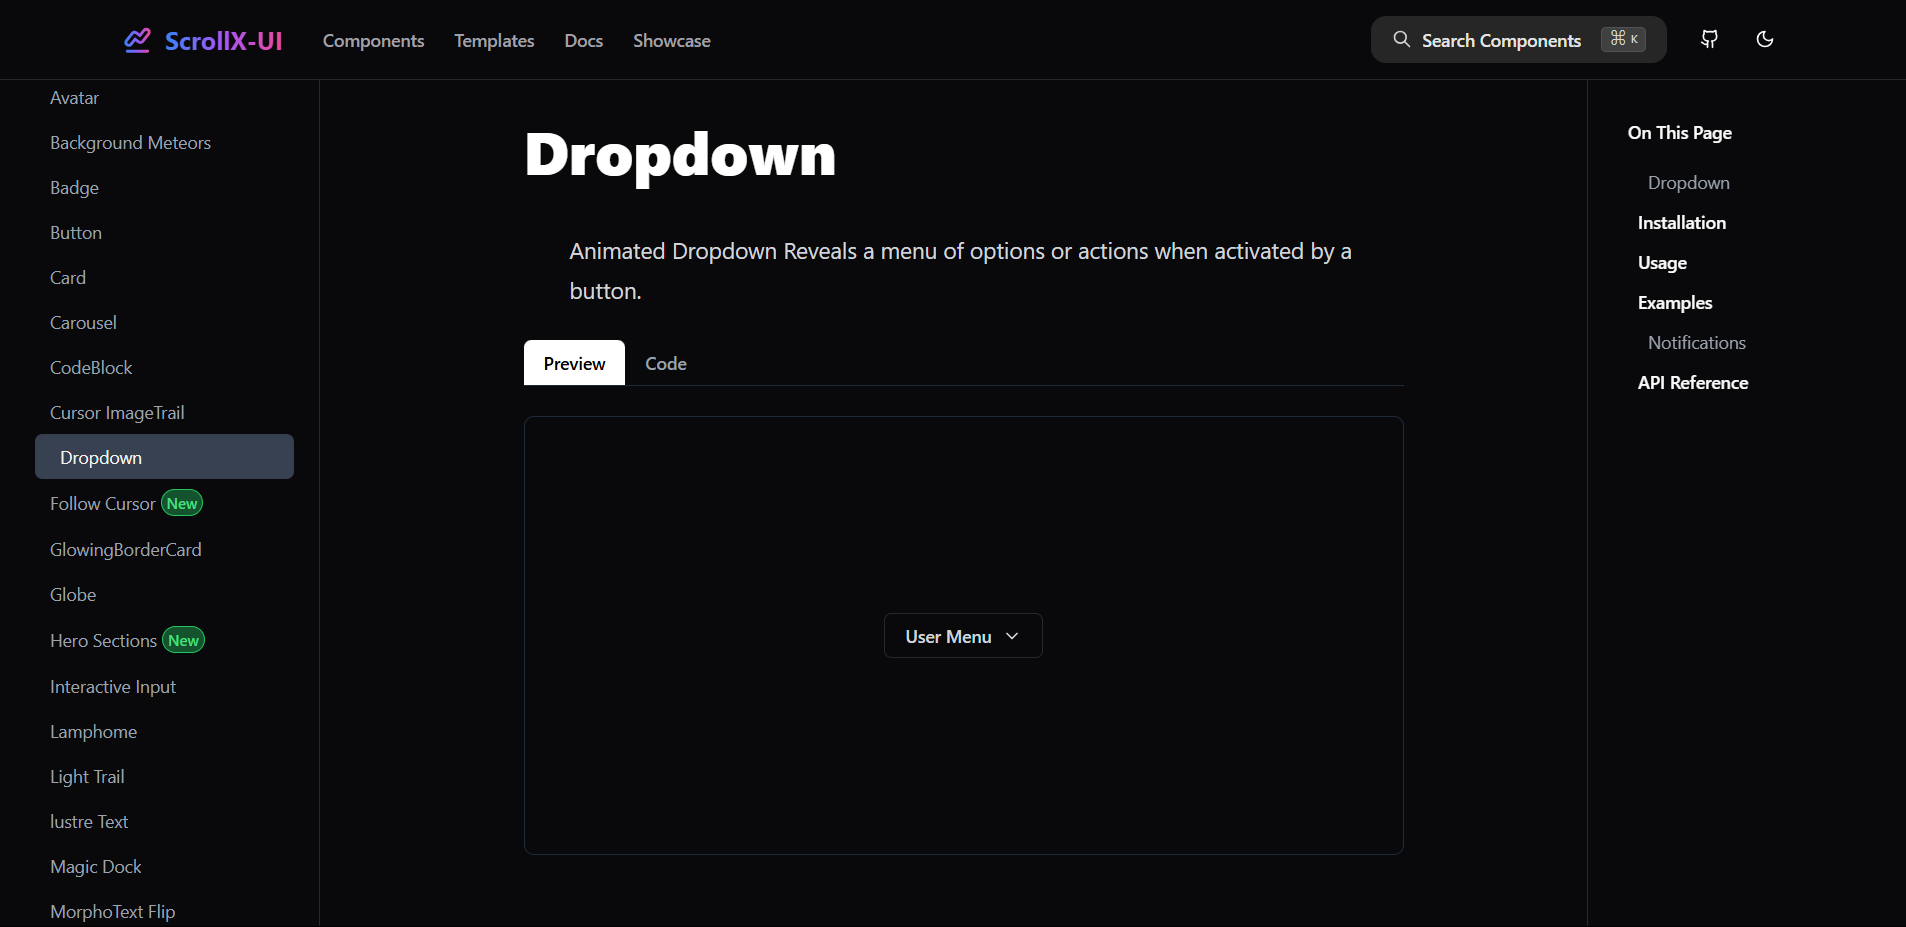 ScrollX-UI
Components
Templates
Docs
Showcase
Search Components
⌘ K
Avatar
Background Meteors
Badge
Button
Card
Carousel
CodeBlock
Cursor ImageTrail
Dropdown
Follow Cursor New
GlowingBorderCard
Globe
Hero Sections New
Interactive Input
Lamphome
Light Trail
lustre Text
Magic Dock
MorphoText Flip
Dropdown
Animated Dropdown Reveals a menu of options or actions when activated by a
button.
Preview
Code
User Menu
On This Page
Dropdown
Installation
Usage
Examples
Notifications
API Reference